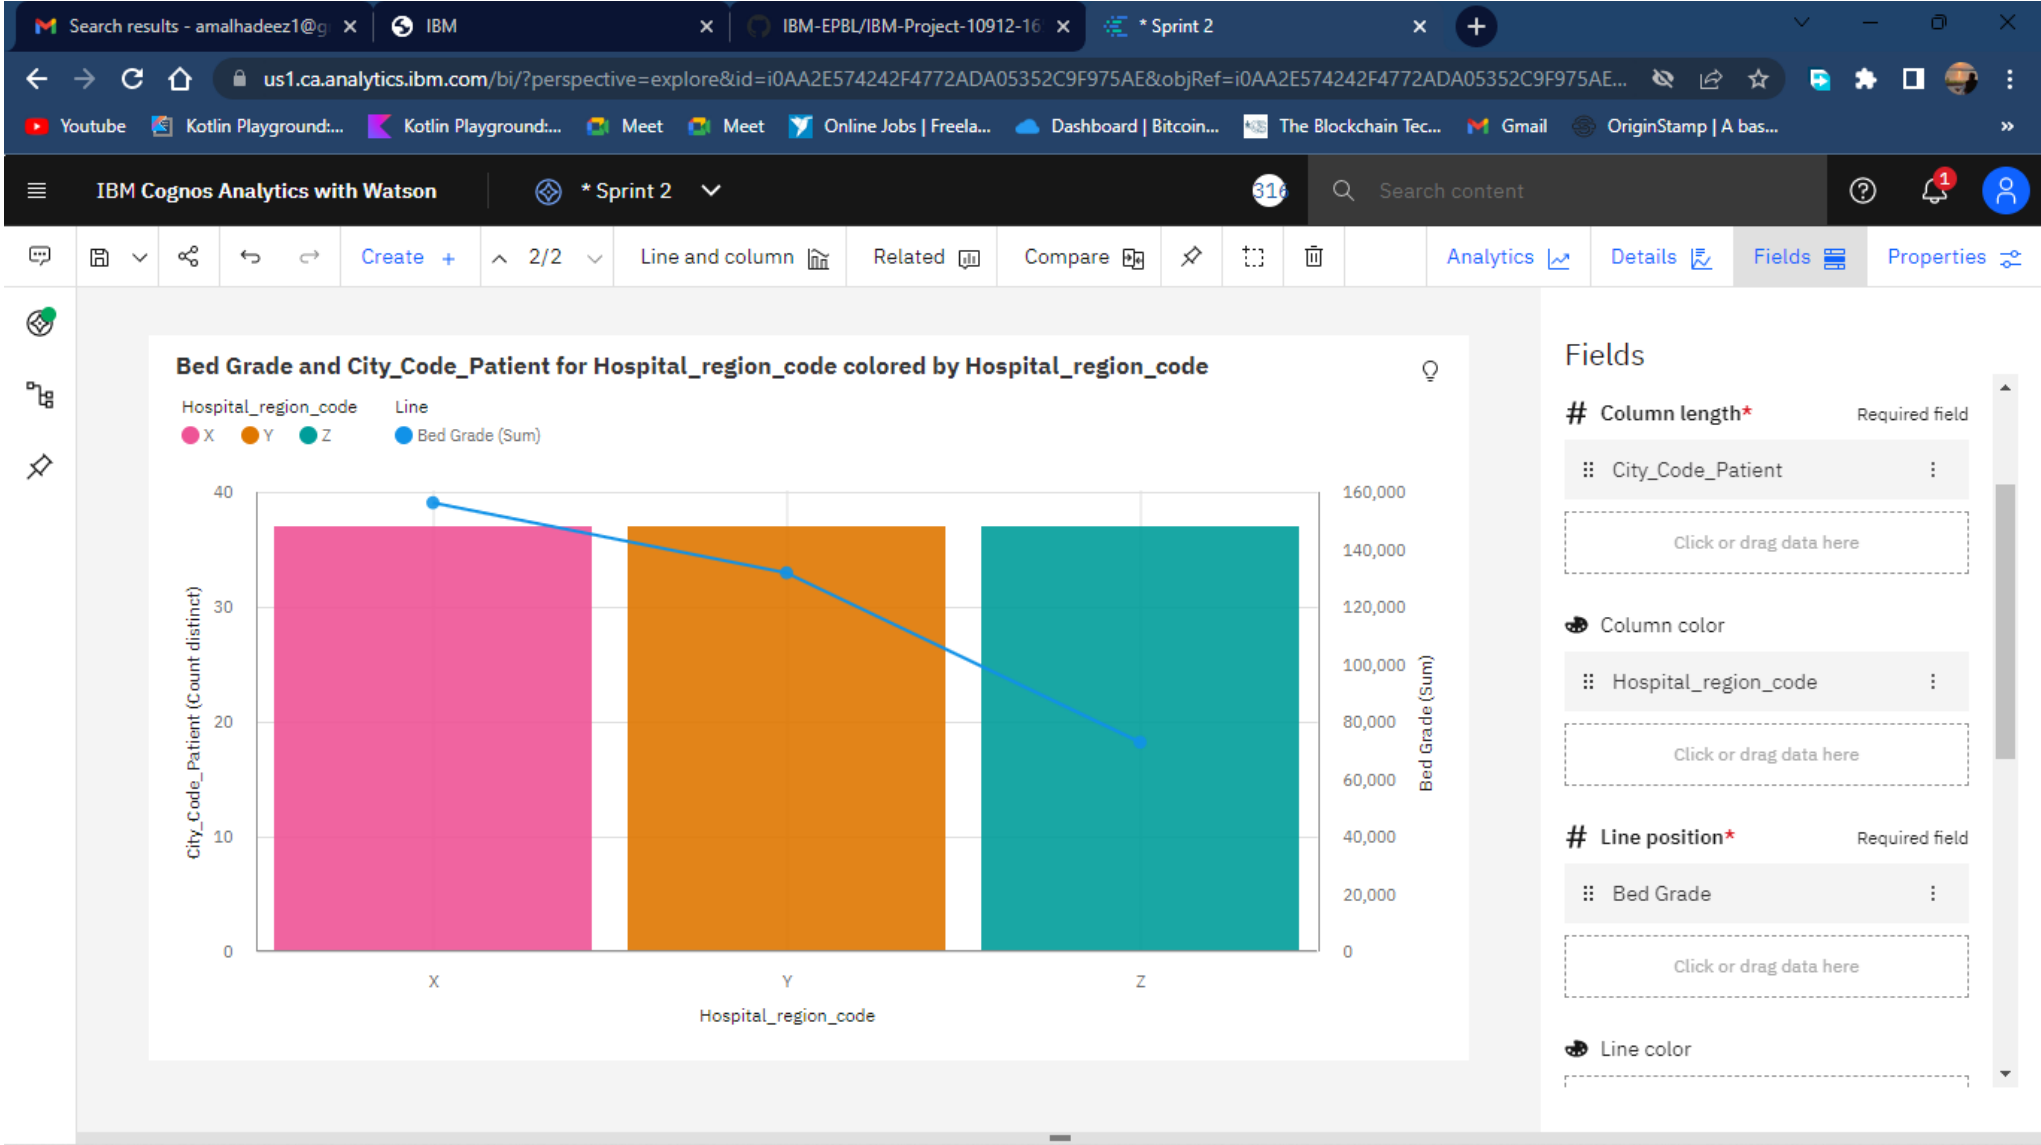 Search results - amalhadeez1@g
IBM
IBM-EPBL/IBM-Project-10912-16
* Sprint 2
us1.ca.analytics.ibm.com/bi/?perspective=explore&id=i0AA2E574242F4772ADA05352C9F975AE&objRef=i0AA2E574242F4772ADA05352C9F975AE...
Youtube
Kotlin Playground:...
Kotlin Playground:...
Meet
Meet
Online Jobs | Freela...
Dashboard | Bitcoin...
The Blockchain Tec...
Gmail
OriginStamp | A bas...
»
IBM Cognos Analytics with Watson
* Sprint 2
316
Search content
1
Create +
2/2
Line and column
Related
Compare
Analytics
Details
Fields
Properties
Bed Grade and City_Code_Patient for Hospital_region_code colored by Hospital_region_code
Hospital_region_code
X Y Z
Line
Bed Grade (Sum)
City_Code_Patient (Count distinct)
40
30
20
10
0
160,000
140,000
120,000
100,000
80,000
60,000
40,000
20,000
0
Bed Grade (Sum)
X
Y
Z
Hospital_region_code
Fields
# Column length* Required field
City_Code_Patient
Click or drag data here
Column color
Hospital_region_code
Click or drag data here
# Line position* Required field
Bed Grade
Click or drag data here
Line color